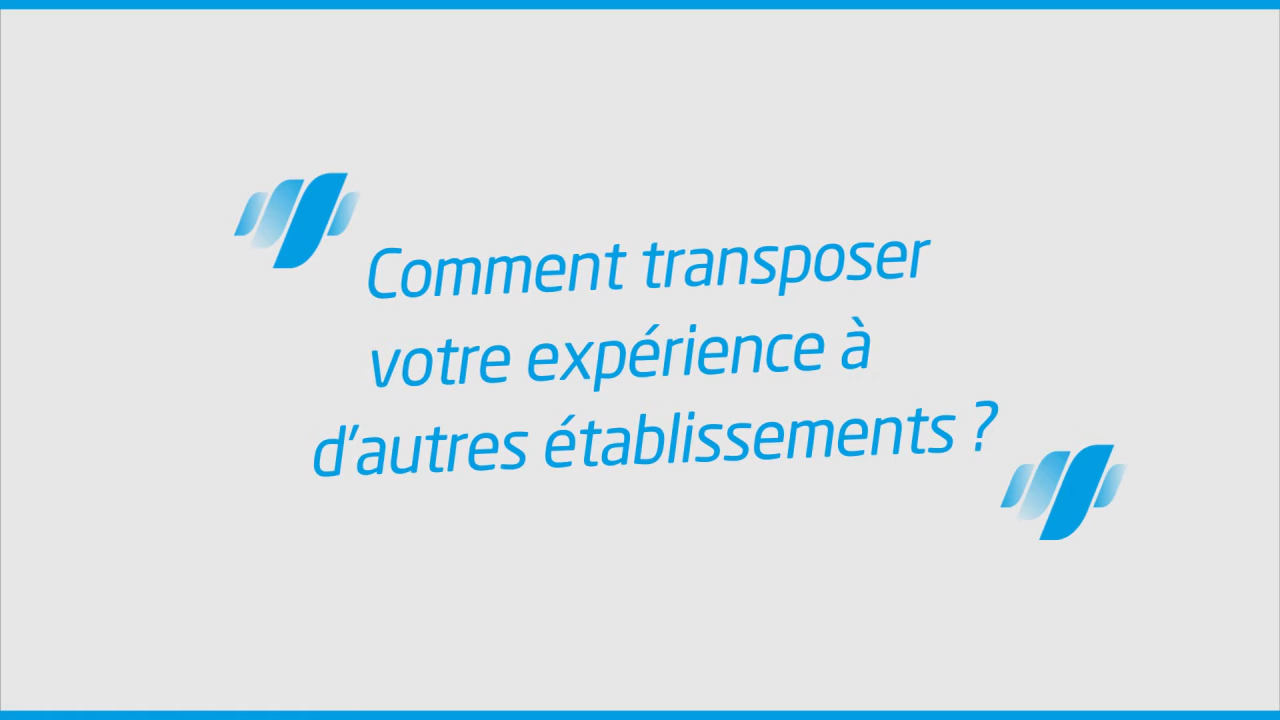 Comment transposer
votre expérience à
d'autres établissements ?